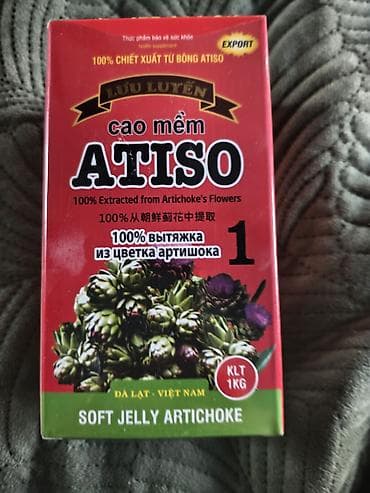 Thực phẩm bảo vệ sức khỏe
Health supplement
EXPORT
100% CHIẾT XUẤT TỪ BÔNG ATISO
LƯU LUYẾN
cao mềm
ATISO
100% Extracted from Artichoke's Flowers
100%从朝鲜蓟花中提取
100% вытяжка
из цветка артишока
1
KLT
1KG
ĐÀ LẠT - VIỆT NAM
SOFT JELLY ARTICHOKE